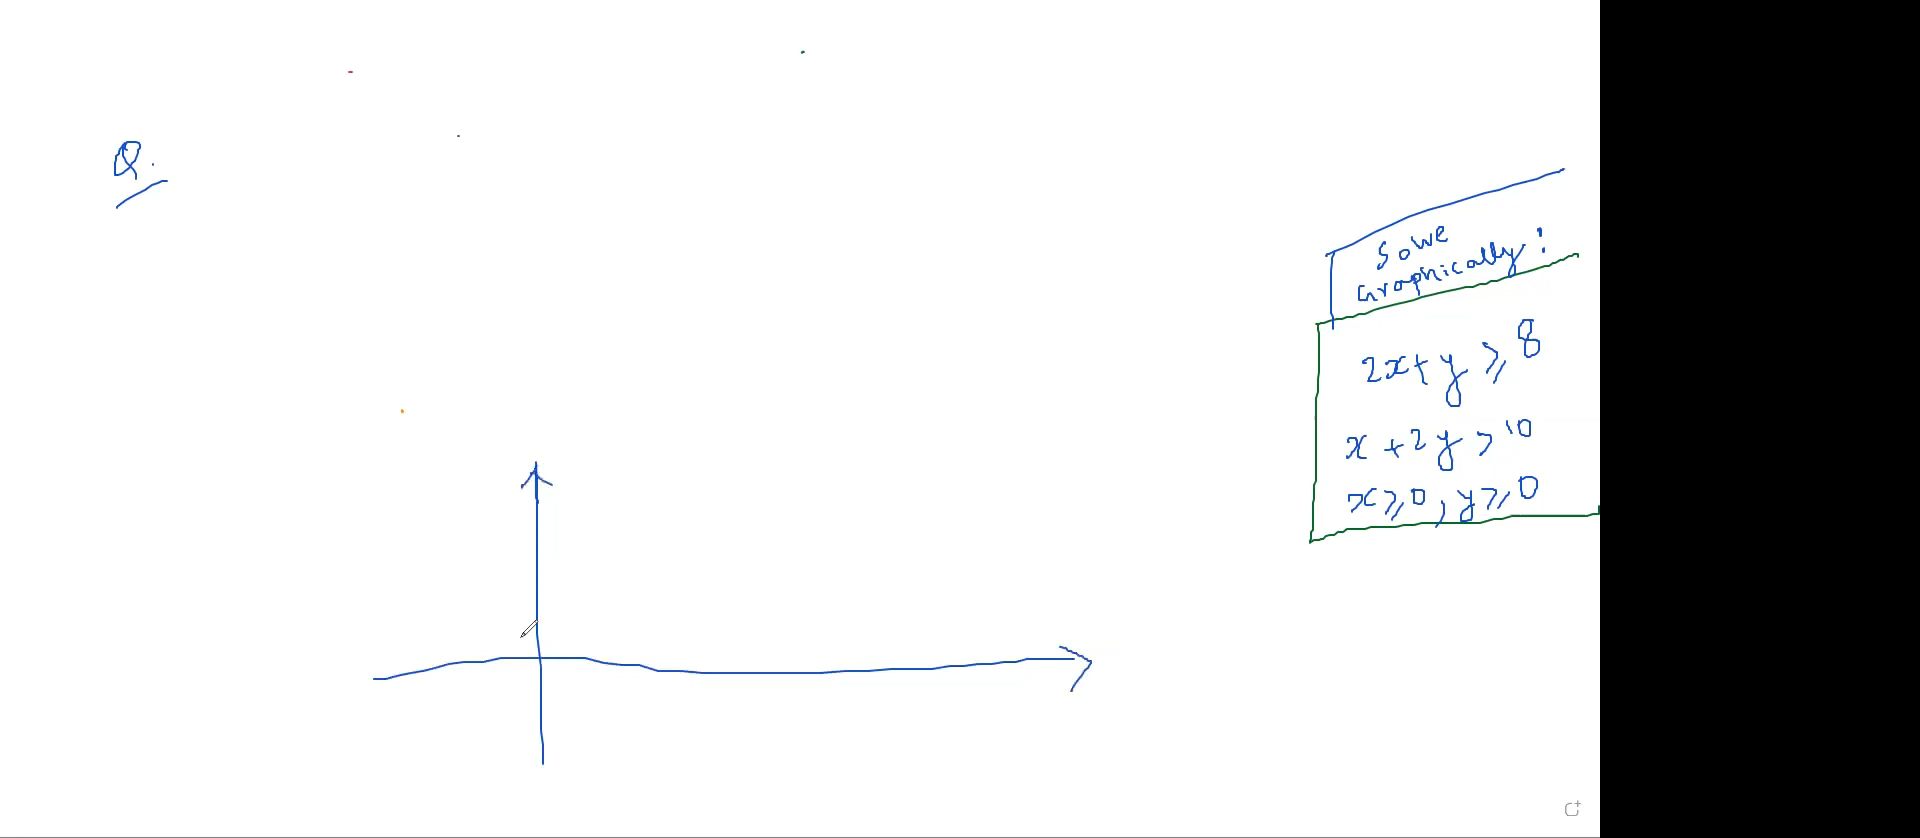 Q.
Solve
Graphically:
2x + y ⩾ 8
x + 2y > 10
x ⩾ 0, y ⩾ 0